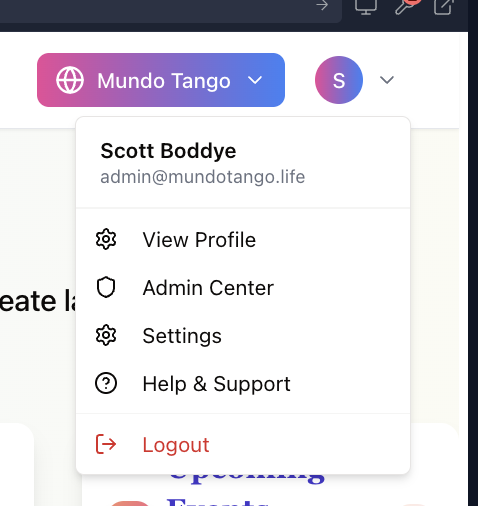 Mundo Tango
S
Scott Boddye
admin@mundotango.life
View Profile
Admin Center
eate la
Settings
Help & Support
Logout
Upcoming
Events